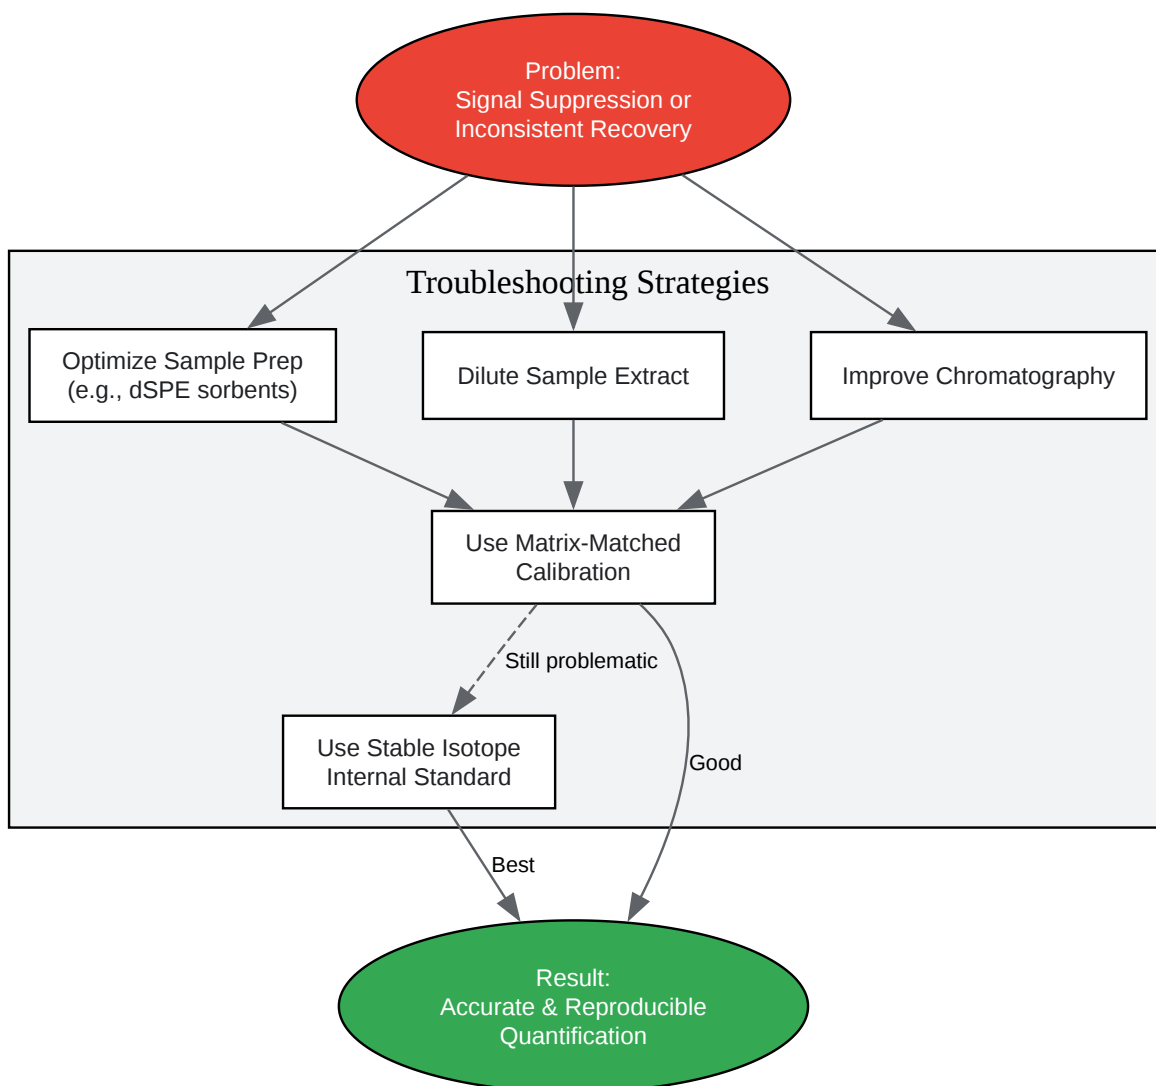 Problem:
Signal Suppression or
Inconsistent Recovery
Troubleshooting Strategies
Optimize Sample Prep
(e.g., dSPE sorbents)
Dilute Sample Extract
Improve Chromatography
Use Matrix-Matched
Calibration
Still problematic
Use Stable Isotope
Internal Standard
Good
Best
Result:
Accurate & Reproducible
Quantification